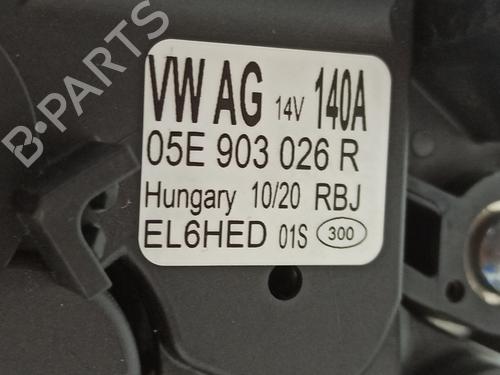 VW AG 14V 140A
05E 903 026 R
Hungary 10/20 RBJ
EL6HED 01S 300
B-PARTS